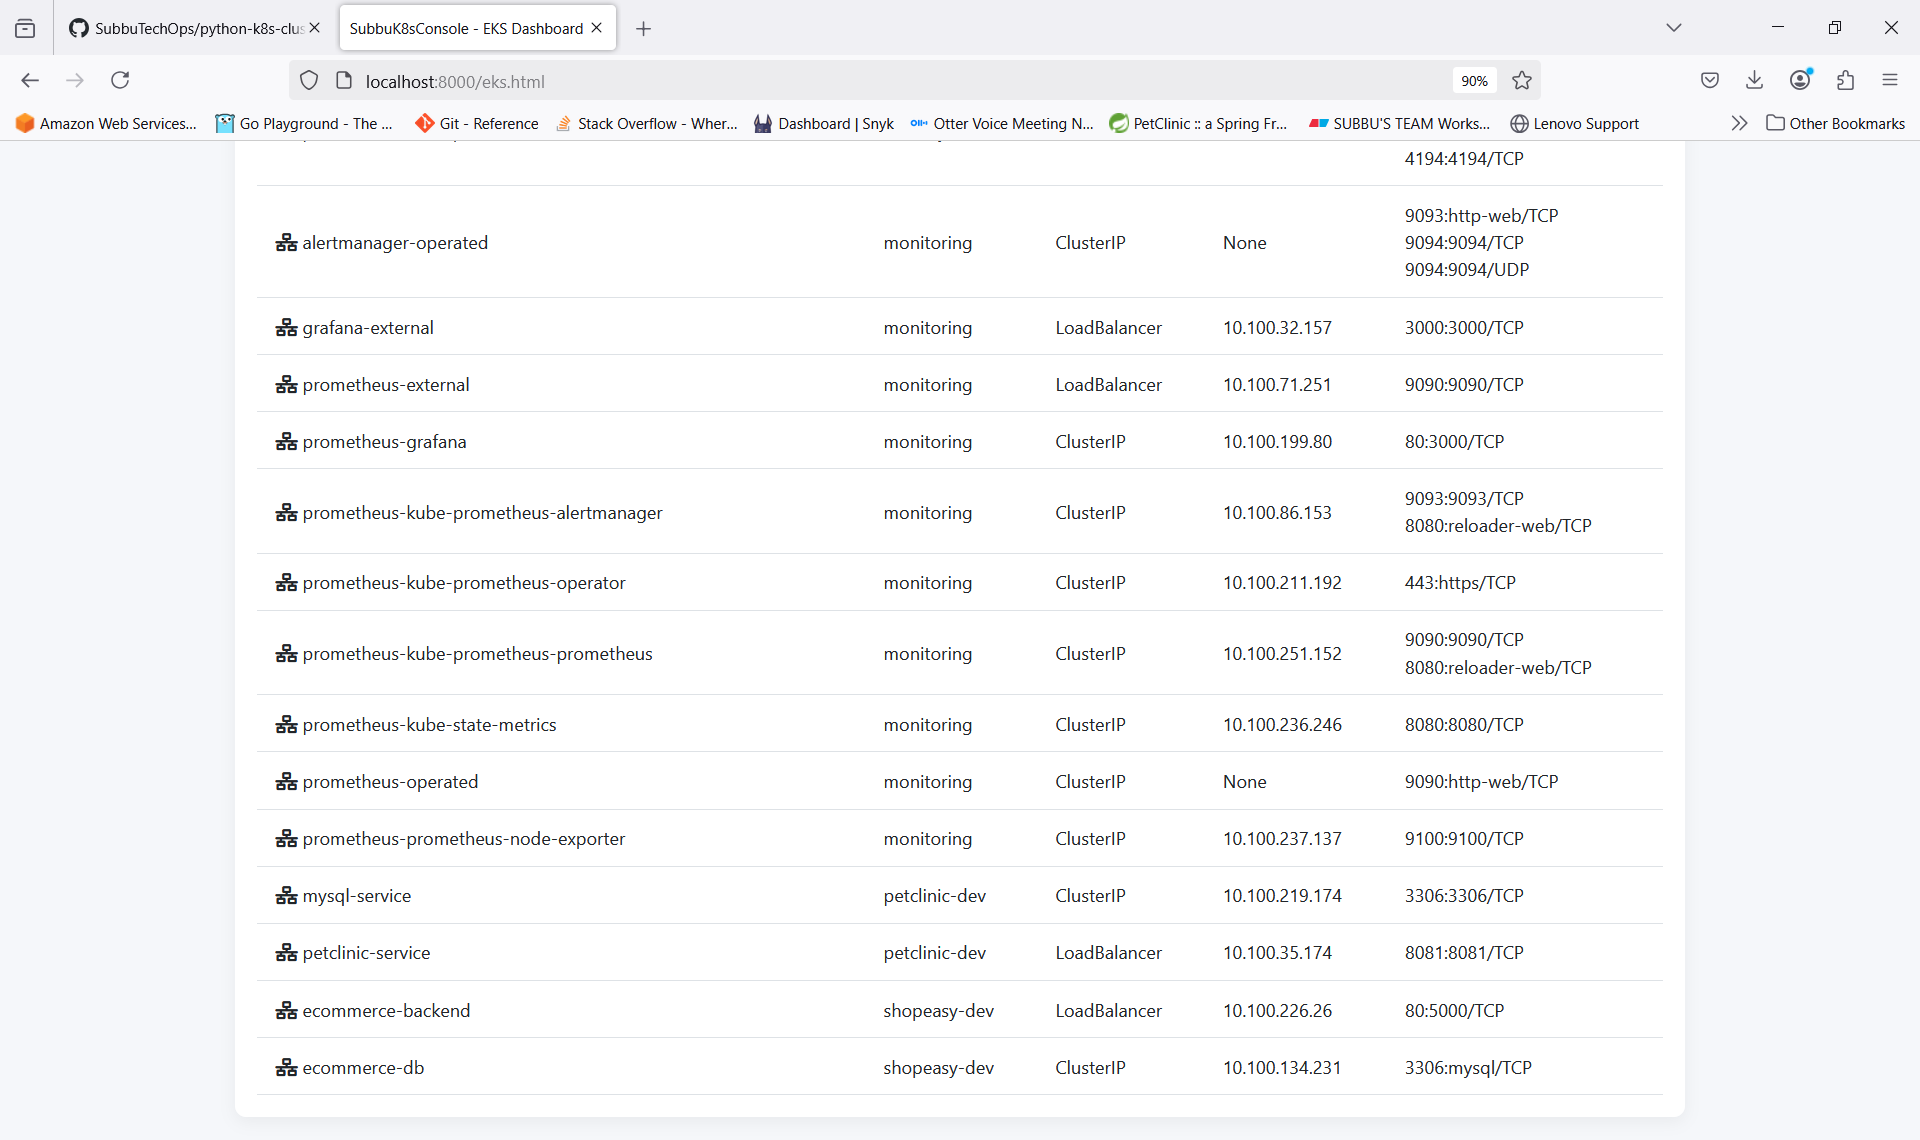 SubbuTechOps/python-k8s-clus
SubbuK8sConsole - EKS Dashboard
localhost:8000/eks.html
90%
Amazon Web Services...
Go Playground - The ...
Git - Reference
Stack Overflow - Wher...
Dashboard | Snyk
Otter Voice Meeting N...
PetClinic :: a Spring Fr...
SUBBU'S TEAM Works...
Lenovo Support
Other Bookmarks
4194:4194/TCP
alertmanager-operated monitoring ClusterIP None 9093:http-web/TCP
9094:9094/TCP
9094:9094/UDP
grafana-external monitoring LoadBalancer 10.100.32.157 3000:3000/TCP
prometheus-external monitoring LoadBalancer 10.100.71.251 9090:9090/TCP
prometheus-grafana monitoring ClusterIP 10.100.199.80 80:3000/TCP
prometheus-kube-prometheus-alertmanager monitoring ClusterIP 10.100.86.153 9093:9093/TCP
8080:reloader-web/TCP
prometheus-kube-prometheus-operator monitoring ClusterIP 10.100.211.192 443:https/TCP
prometheus-kube-prometheus-prometheus monitoring ClusterIP 10.100.251.152 9090:9090/TCP
8080:reloader-web/TCP
prometheus-kube-state-metrics monitoring ClusterIP 10.100.236.246 8080:8080/TCP
prometheus-operated monitoring ClusterIP None 9090:http-web/TCP
prometheus-prometheus-node-exporter monitoring ClusterIP 10.100.237.137 9100:9100/TCP
mysql-service petclinic-dev ClusterIP 10.100.219.174 3306:3306/TCP
petclinic-service petclinic-dev LoadBalancer 10.100.35.174 8081:8081/TCP
ecommerce-backend shopeasy-dev LoadBalancer 10.100.226.26 80:5000/TCP
ecommerce-db shopeasy-dev ClusterIP 10.100.134.231 3306:mysql/TCP